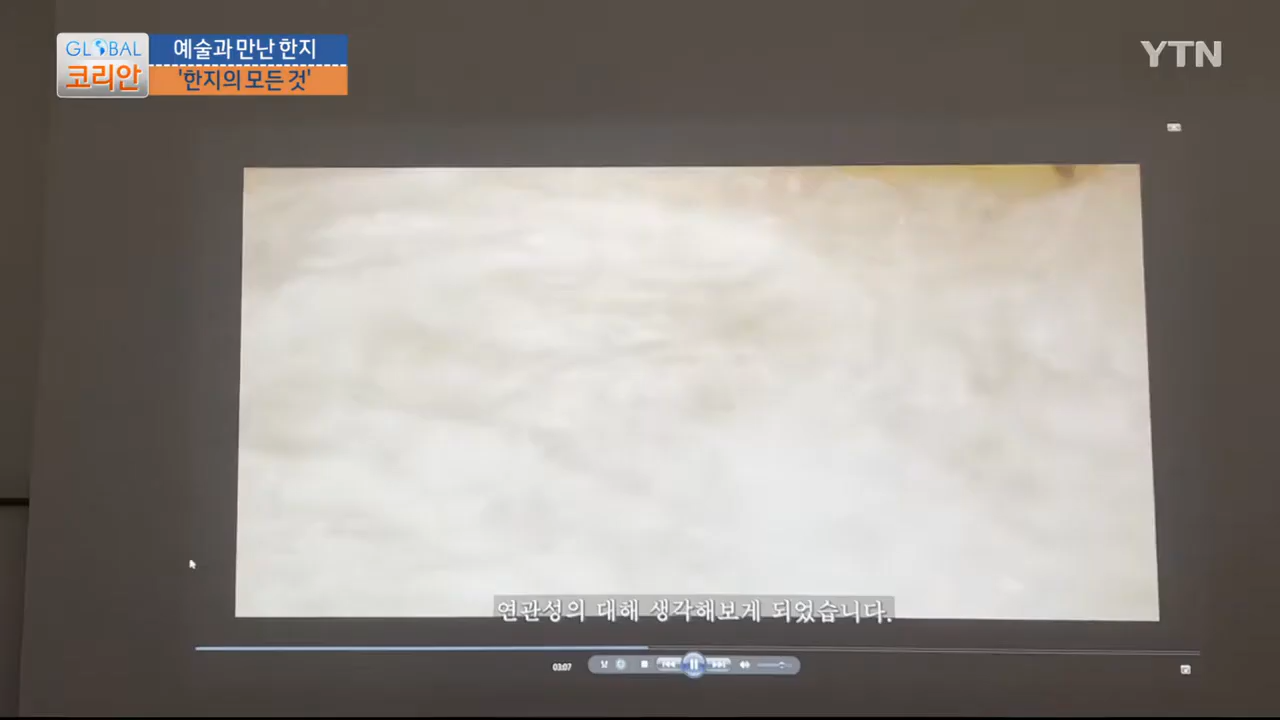 GLOBAL
코리안
예술과 만난 한지
'한지의 모든 것'
YTN
연관성의 대해 생각해보게 되었습니다.
03:07